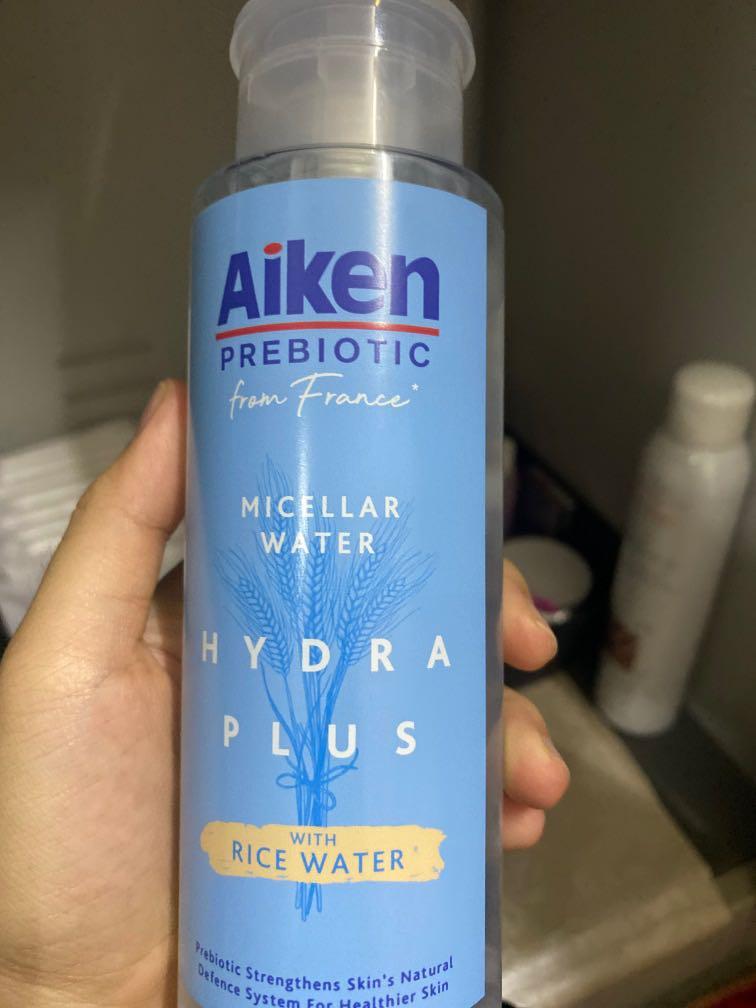 Aiken
PREBIOTIC
from France*
MICELLAR
WATER
HYDRA
PLUS
WITH
RICE WATER
Prebiotic Strengthens Skin's Natural
Defence System For Healthier Skin